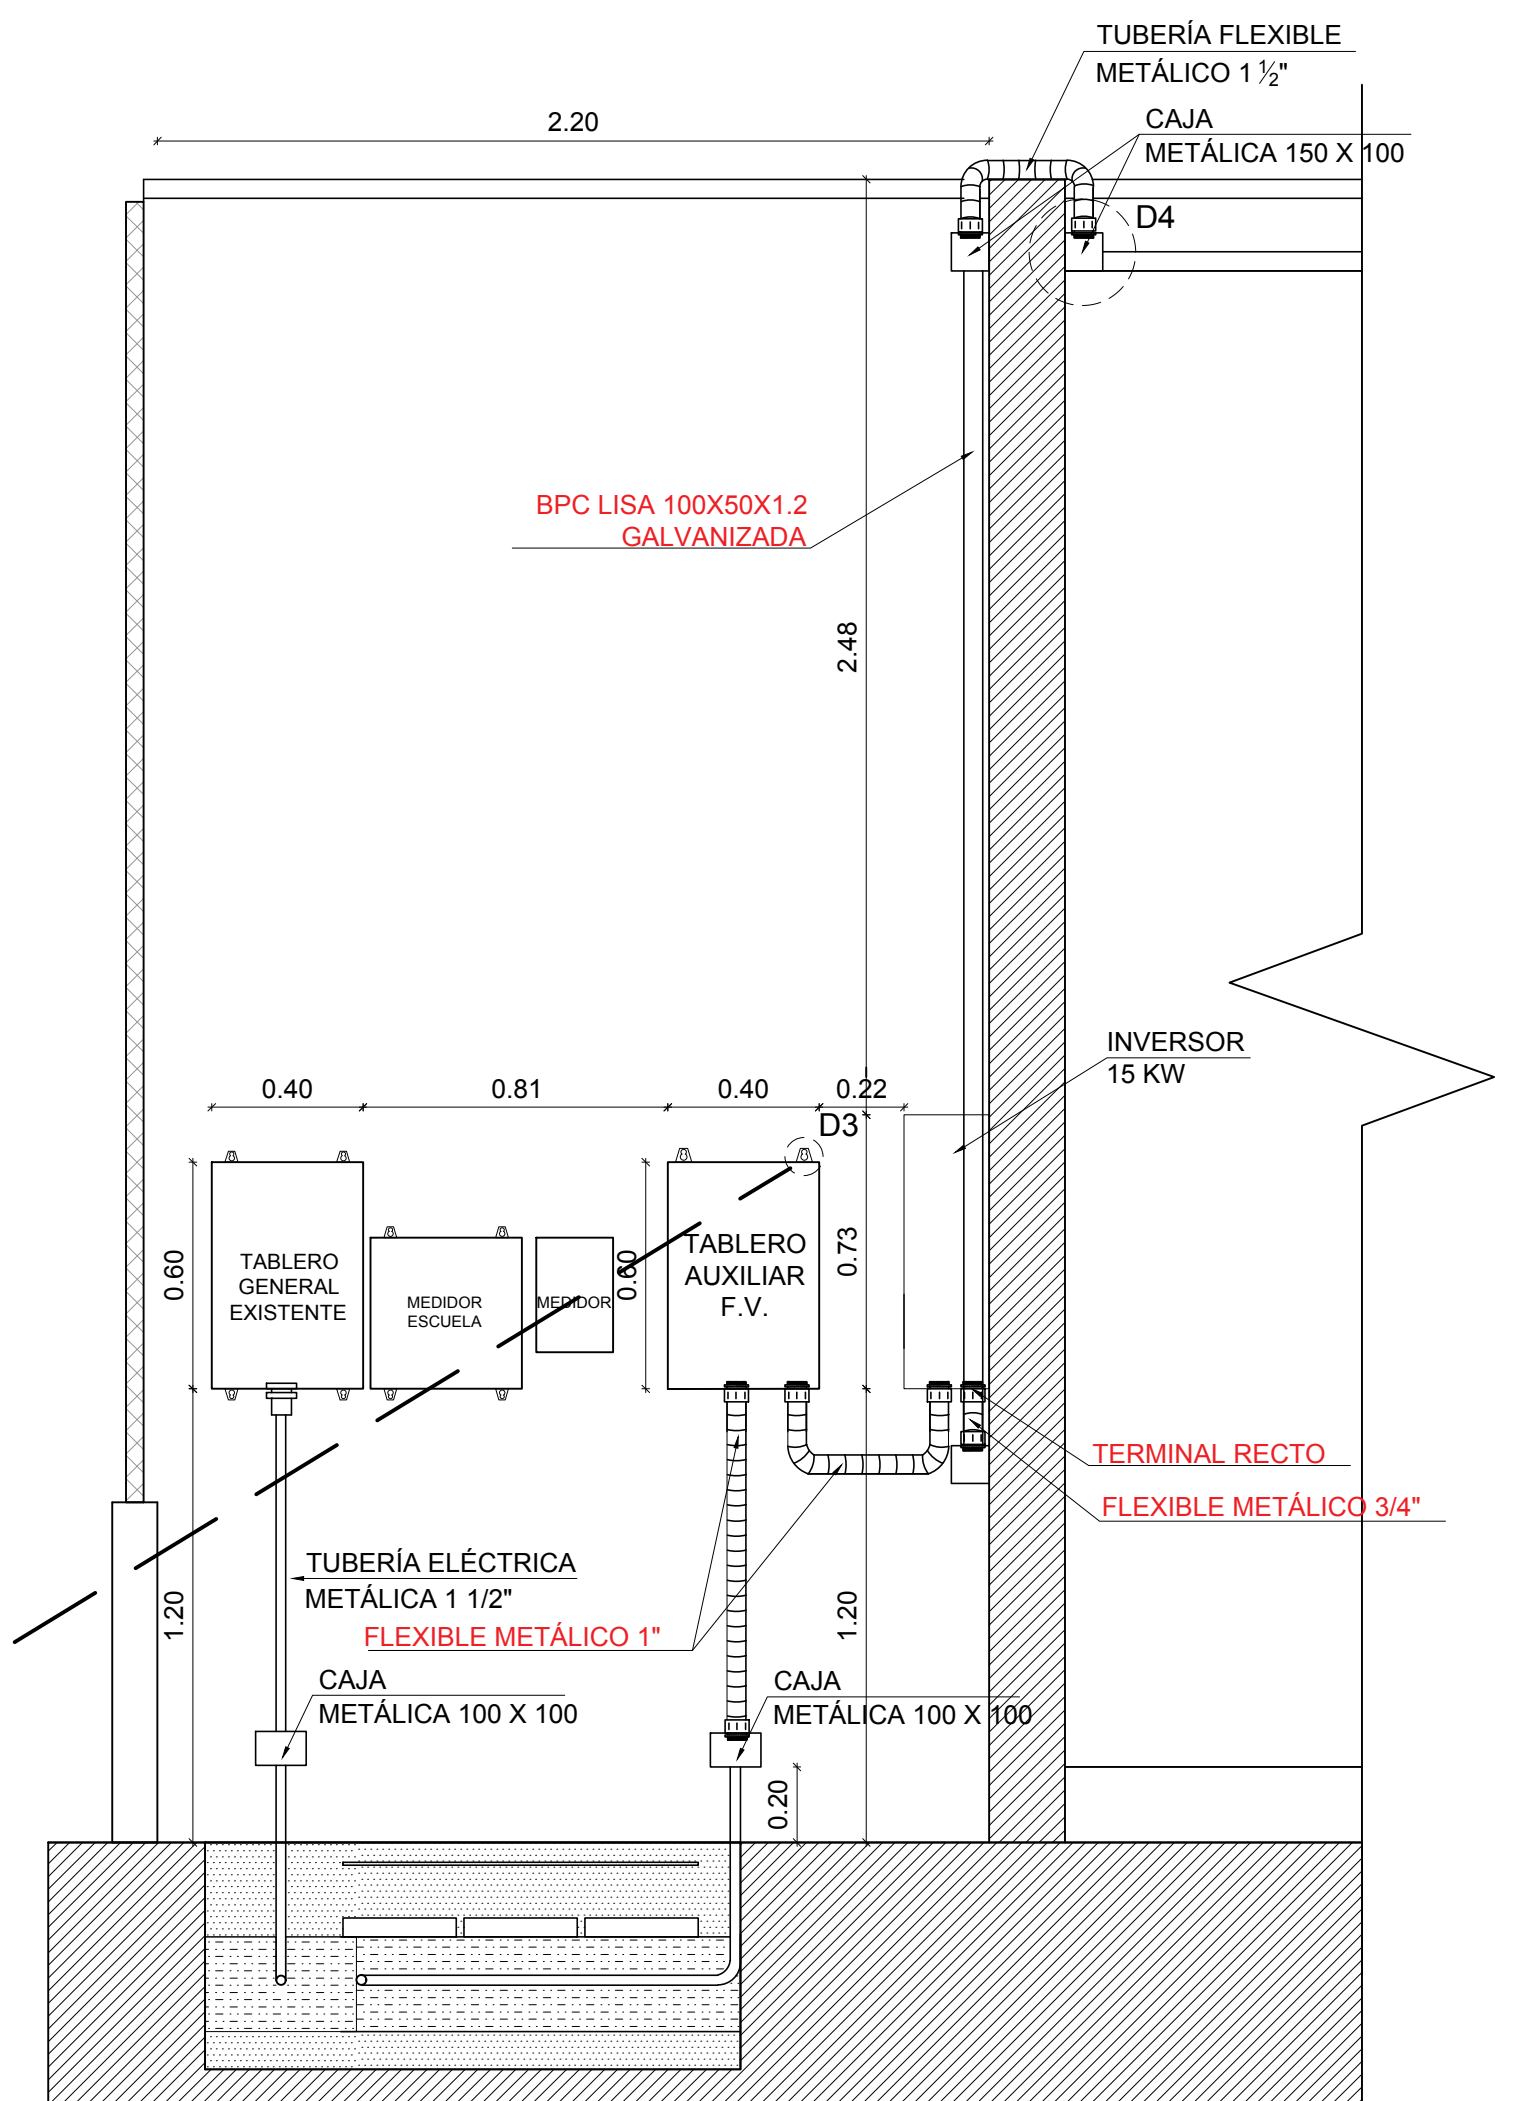 TUBERÍA FLEXIBLE
METÁLICO 1 ½"
2.20
CAJA
METÁLICA 150 X 100
D4
BPC LISA 100X50X1.2
GALVANIZADA
2.48
INVERSOR
15 KW
0.40
0.81
0.40
0.22
D3
0.60
TABLERO
GENERAL
EXISTENTE
MEDIDOR
ESCUELA
MEDIDOR
0.60
TABLERO
AUXILIAR
F.V.
0.73
TERMINAL RECTO
FLEXIBLE METÁLICO 3/4"
TUBERÍA ELÉCTRICA
METÁLICA 1 1/2"
1.20
FLEXIBLE METÁLICO 1"
1.20
CAJA
METÁLICA 100 X 100
CAJA
METÁLICA 100 X 100
0.20